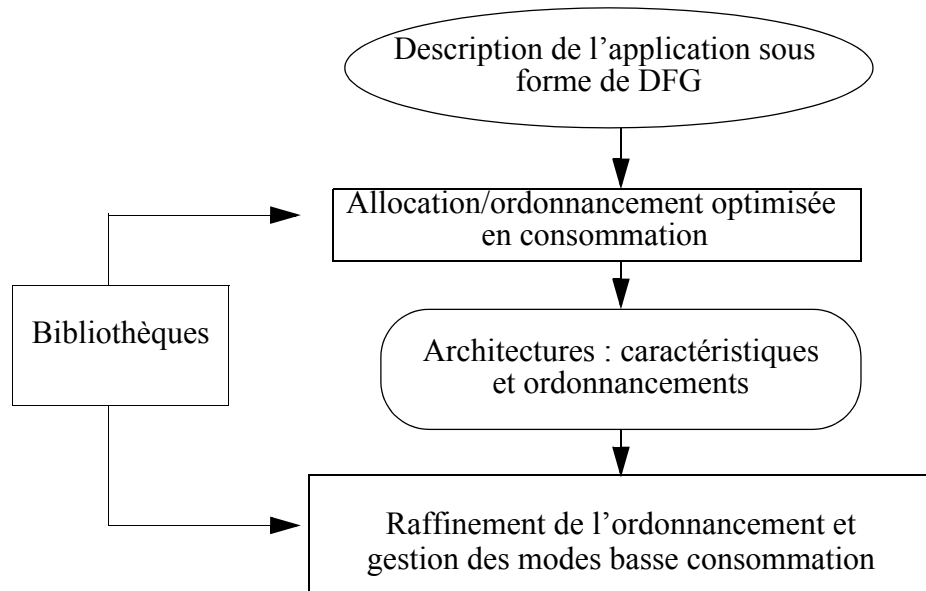 Description de l’application sous
forme de DFG
Allocation/ordonnancement optimisée
en consommation
Bibliothèques
Architectures : caractéristiques
et ordonnancements
Raffinement de l’ordonnancement et
gestion des modes basse consommation